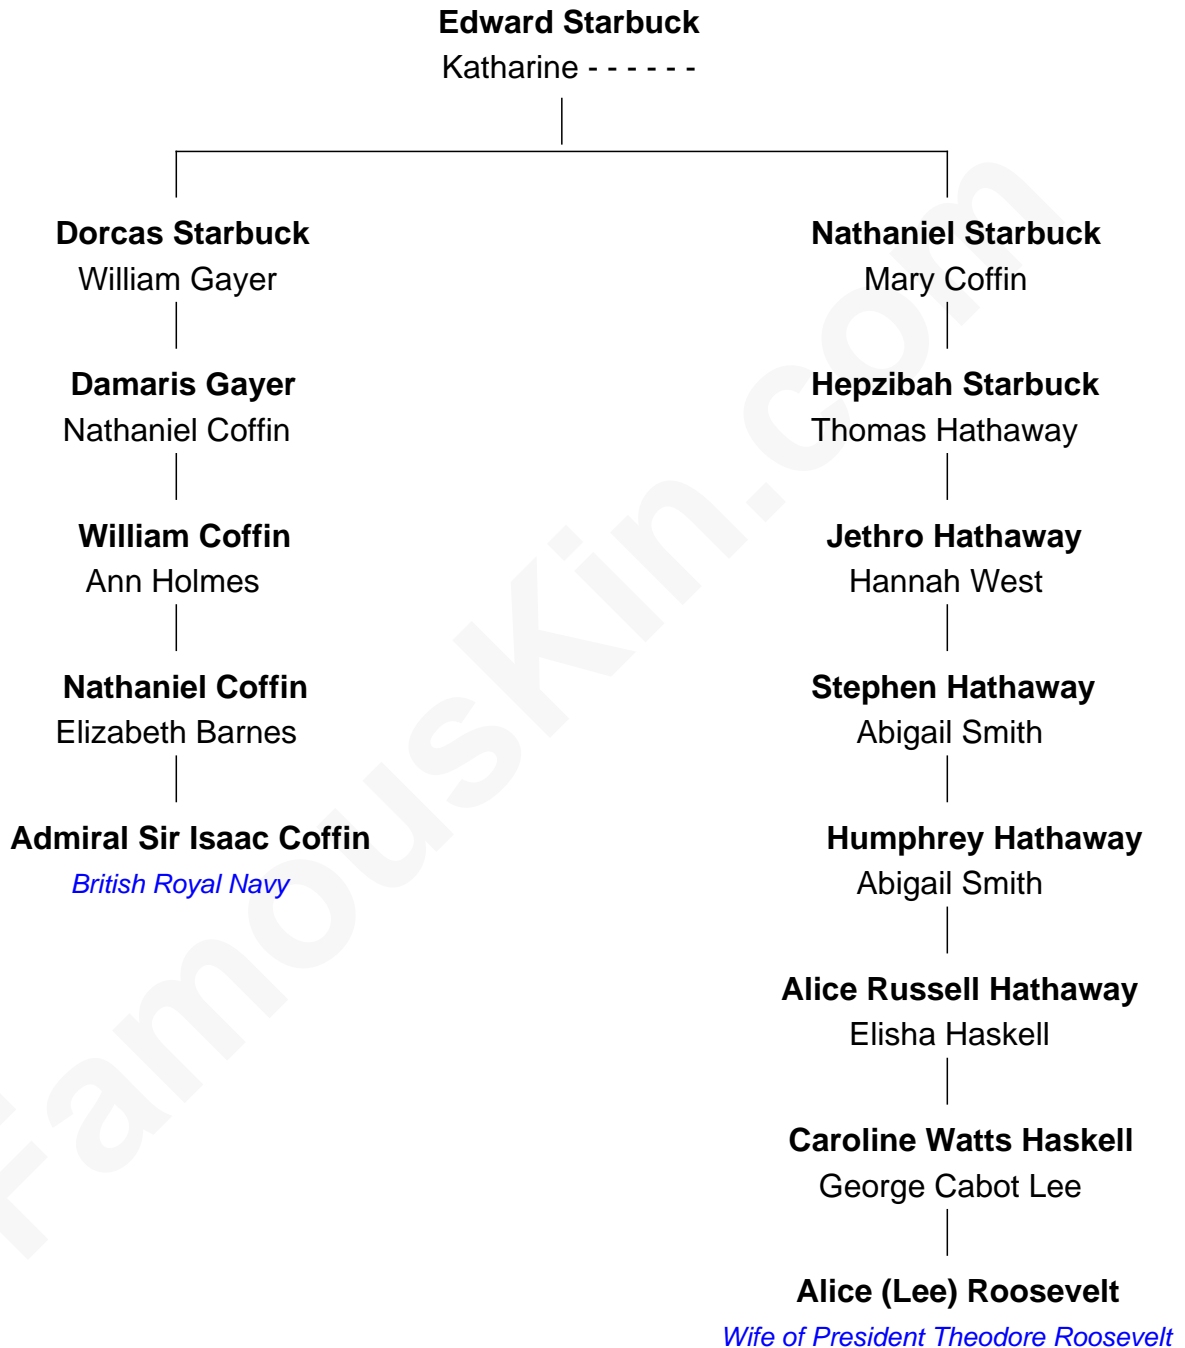 Edward Starbuck
Katharine - - - - - -
Dorcas Starbuck
William Gayer
Nathaniel Starbuck
Mary Coffin
Damaris Gayer
Nathaniel Coffin
Hepzibah Starbuck
Thomas Hathaway
William Coffin
Ann Holmes
Jethro Hathaway
Hannah West
Nathaniel Coffin
Elizabeth Barnes
Stephen Hathaway
Abigail Smith
Admiral Sir Isaac Coffin
British Royal Navy
Humphrey Hathaway
Abigail Smith
Alice Russell Hathaway
Elisha Haskell
Caroline Watts Haskell
George Cabot Lee
Alice (Lee) Roosevelt
Wife of President Theodore Roosevelt
FamousKin.com